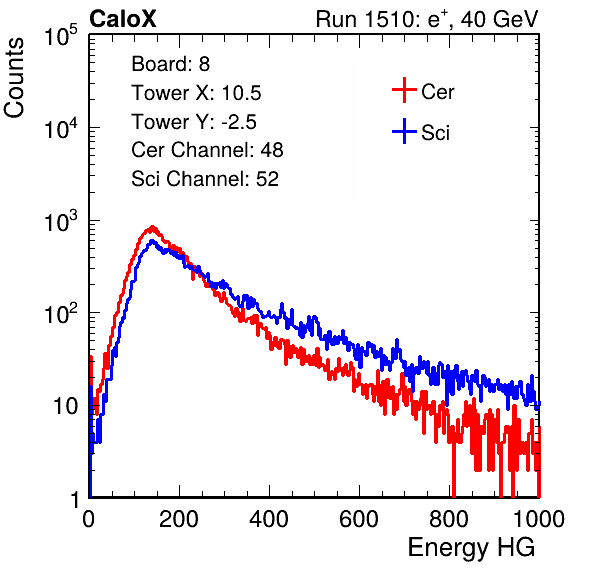 CaloX Run 1510: e⁺, 40 GeV
Counts
Board: 8
Tower X: 10.5
Tower Y: -2.5
Cer Channel: 48
Sci Channel: 52
Cer
Sci
10⁵
10⁴
10³
10²
10
1
0 200 400 600 800 1000
Energy HG